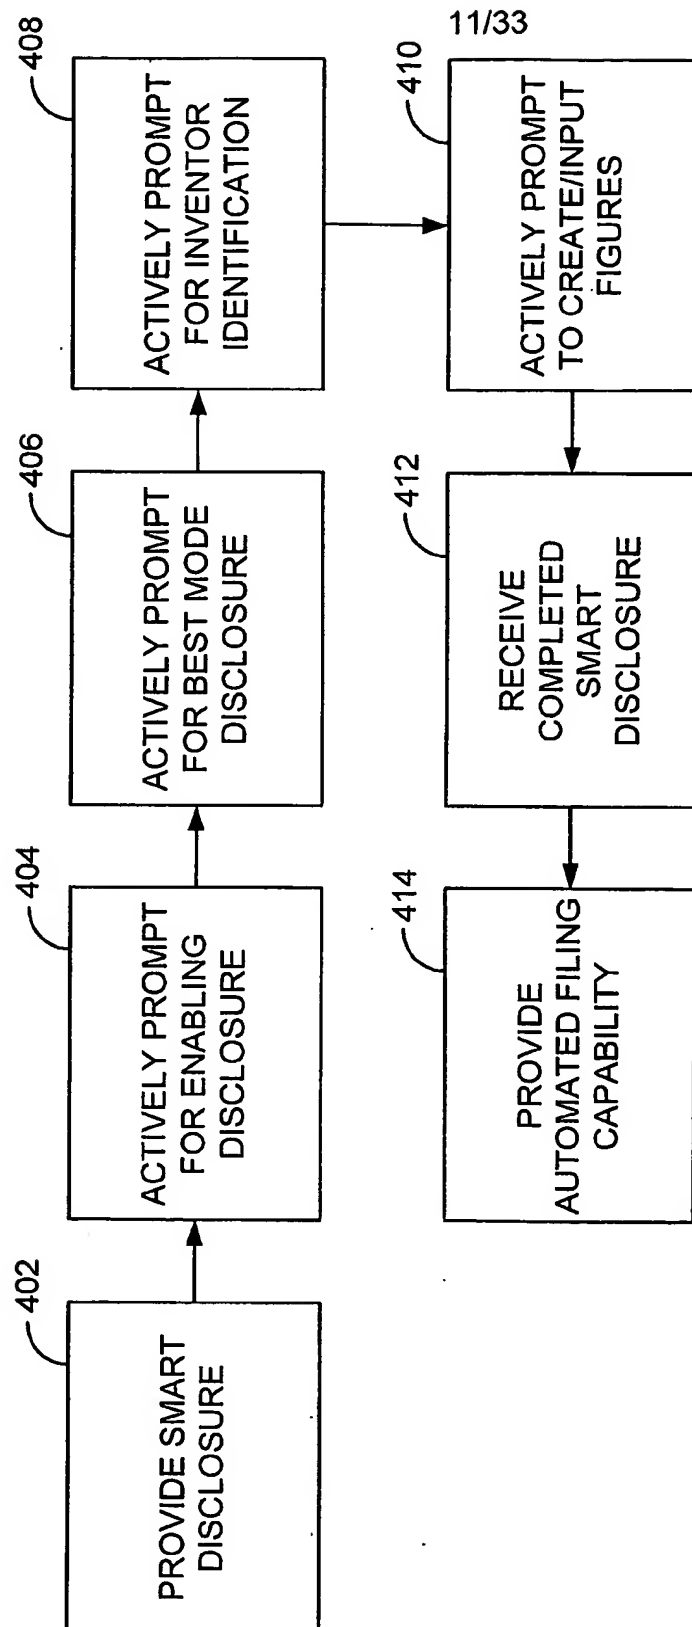 11/33
402
PROVIDE SMART
DISCLOSURE
404
ACTIVELY PROMPT
FOR ENABLING
DISCLOSURE
406
ACTIVELY PROMPT
FOR BEST MODE
DISCLOSURE
408
ACTIVELY PROMPT
FOR INVENTOR
IDENTIFICATION
410
ACTIVELY PROMPT
TO CREATE/INPUT
FIGURES
412
RECEIVE
COMPLETED
SMART
DISCLOSURE
414
PROVIDE
AUTOMATED FILING
CAPABILITY